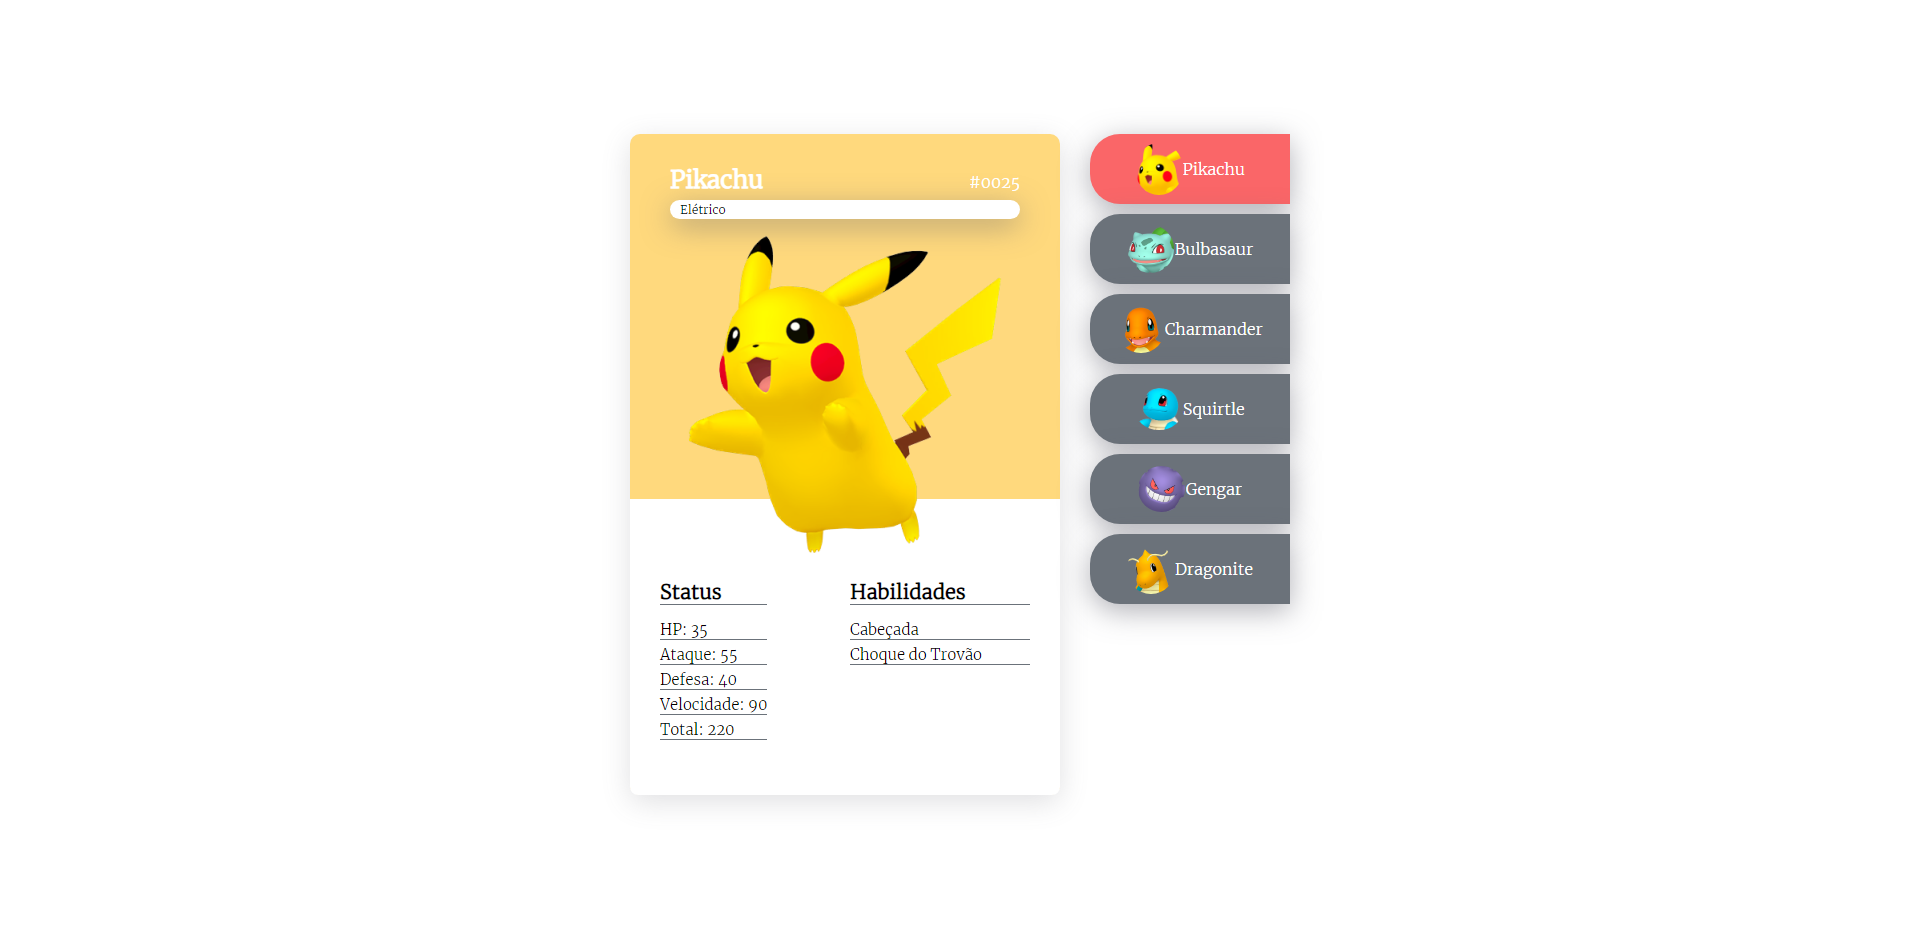 Pikachu
#0025
Elétrico
Status
HP: 35
Ataque: 55
Defesa: 40
Velocidade: 90
Total: 220
Habilidades
Cabeçada
Choque do Trovão
Pikachu
Bulbasaur
Charmander
Squirtle
Gengar
Dragonite